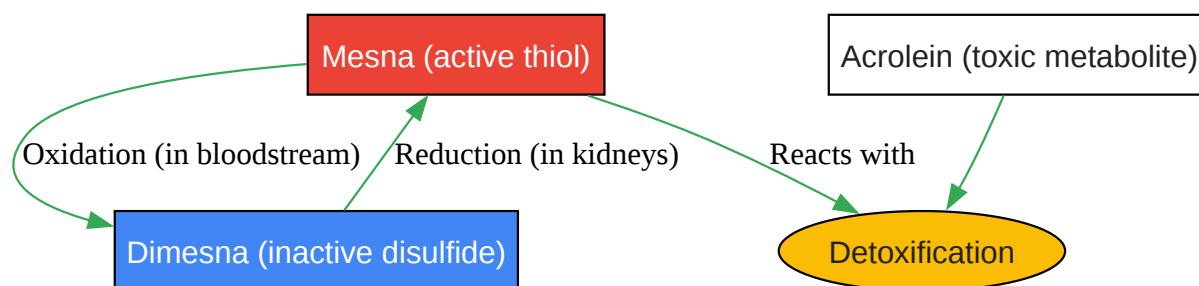 Mesna (active thiol)
Acrolein (toxic metabolite)
Oxidation (in bloodstream)
Reduction (in kidneys)
Reacts with
Dimesna (inactive disulfide)
Detoxification